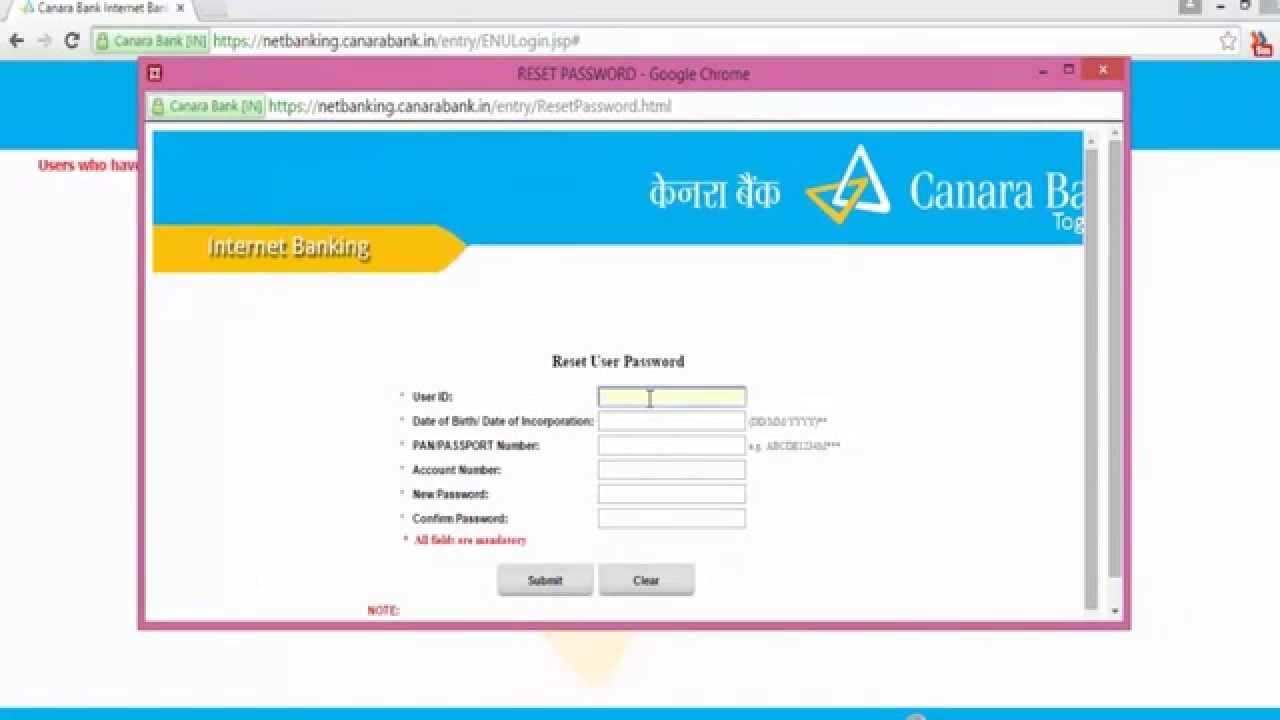 Canara Bank Internet Ban
Canara Bank [IN] https://netbanking.canarabank.in/entry/ENULogin.jsp#
RESET PASSWORD - Google Chrome
Canara Bank [IN] https://netbanking.canarabank.in/entry/ResetPassword.html
Users who have
केनरा बैंक Canara Ba
Tog
Internet Banking
Reset User Password
* User ID:
* Date of Birth/ Date of Incorporation: (DD/MM/YYYY)**
* PAN/PASSPORT Number: e.g. ABCDE1234M***
* Account Number:
* New Password:
* Confirm Password:
* All fields are mandatory
Submit Clear
NOTE: